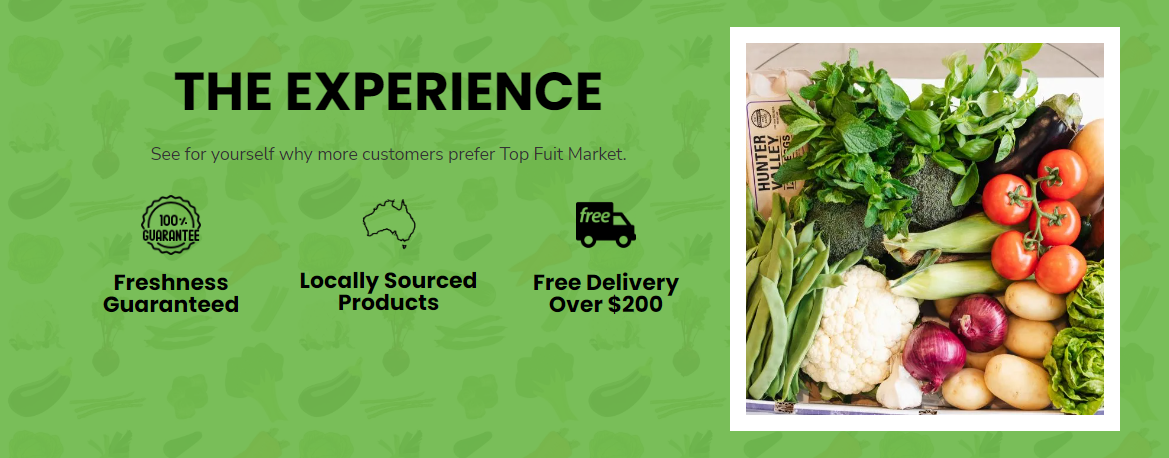 THE EXPERIENCE
See for yourself why more customers prefer Top Fuit Market.
100%
GUARANTEE
Freshness
Guaranteed
Locally Sourced
Products
free
Free Delivery
Over $200
HUNTER
VALLEY